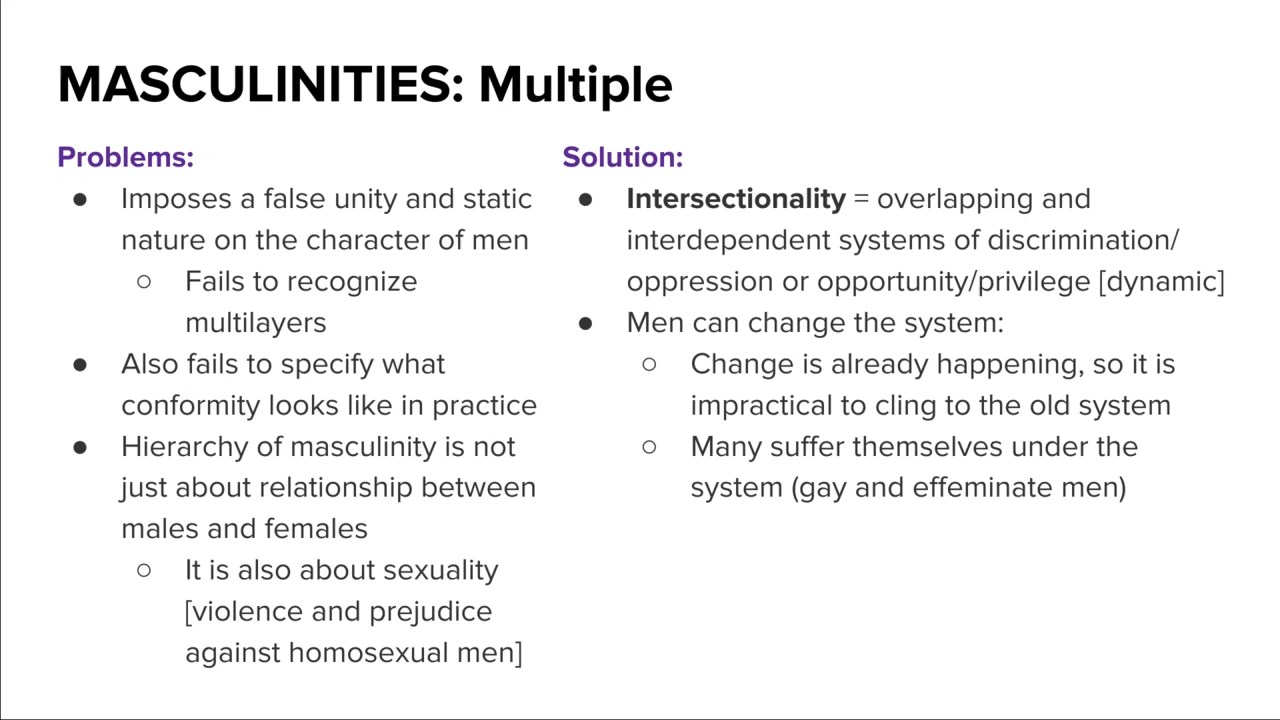 MASCULINITIES: Multiple
Problems:
● Imposes a false unity and static
nature on the character of men
○ Fails to recognize
multilayers
● Also fails to specify what
conformity looks like in practice
● Hierarchy of masculinity is not
just about relationship between
males and females
○ It is also about sexuality
[violence and prejudice
against homosexual men]
Solution:
● Intersectionality = overlapping and
interdependent systems of discrimination/
oppression or opportunity/privilege [dynamic]
● Men can change the system:
○ Change is already happening, so it is
impractical to cling to the old system
○ Many suffer themselves under the
system (gay and effeminate men)